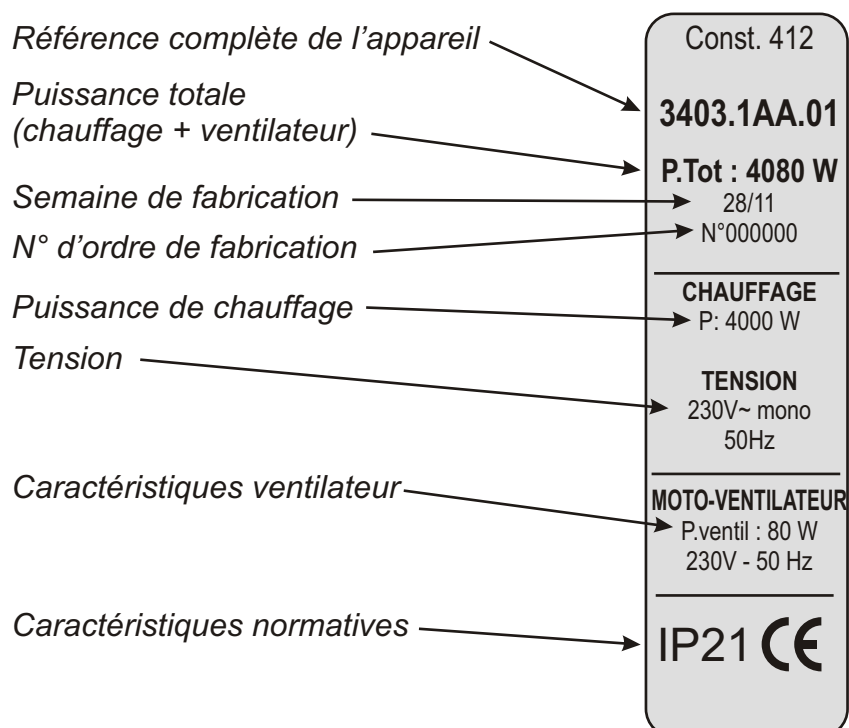 Référence complète de l'appareil
Puissance totale
(chauffage + ventilateur)
Semaine de fabrication
N° d'ordre de fabrication
Puissance de chauffage
Tension
Caractéristiques ventilateur
Caractéristiques normatives
Const. 412
3403.1AA.01
P.Tot : 4080 W
28/11
N°000000
CHAUFFAGE
P: 4000 W
TENSION
230V~ mono
50Hz
MOTO-VENTILATEUR
P.ventil : 80 W
230V - 50 Hz
IP21 CE